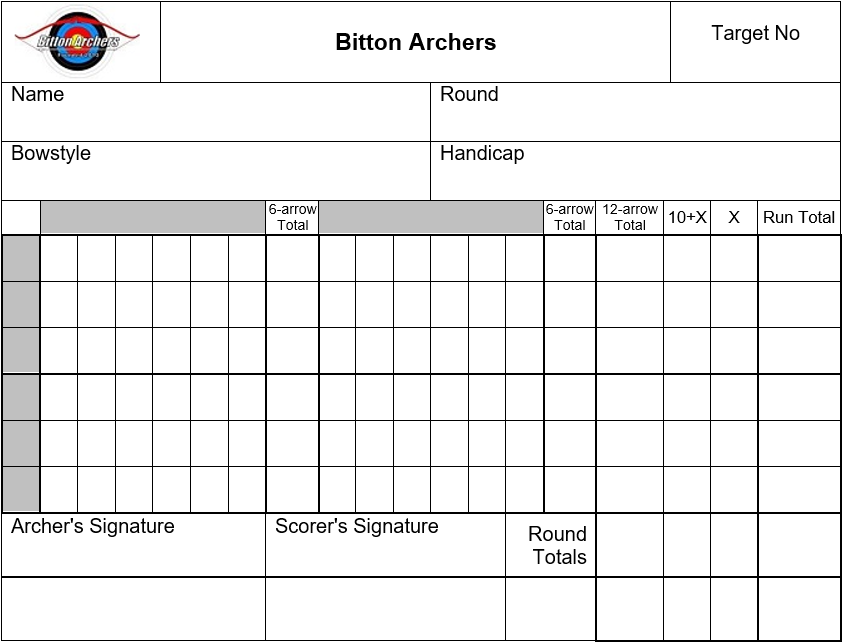 Bitton Archers
Bitton Archers
Target No
Name
Round
Bowstyle
Handicap
6-arrow
Total
6-arrow
Total
12-arrow
Total
10+X
X
Run Total
Archer's Signature
Scorer's Signature
Round
Totals